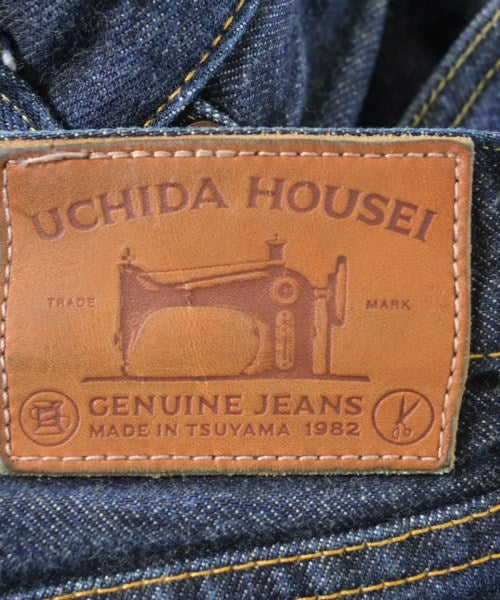 UCHIDA HOUSEI
TRADE MARK
GENUINE JEANS
MADE IN TSUYAMA 1982